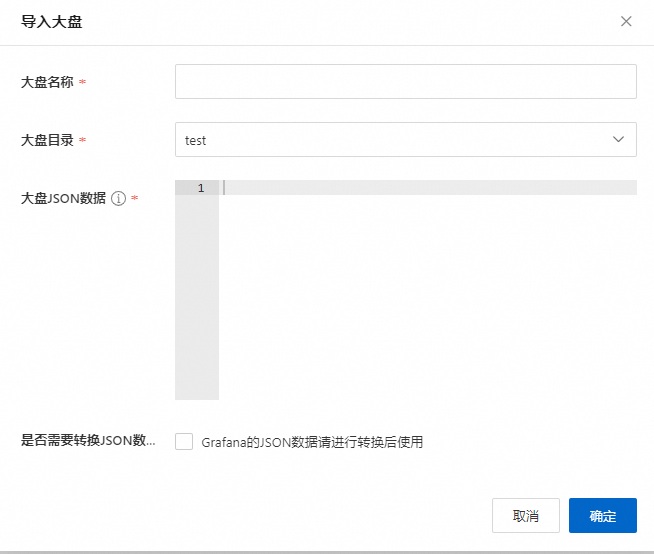 导入大盘
大盘名称 *
大盘目录 *
test
大盘JSON数据 *
1
是否需要转换JSON数...
Grafana的JSON数据请进行转换后使用
取消
确定